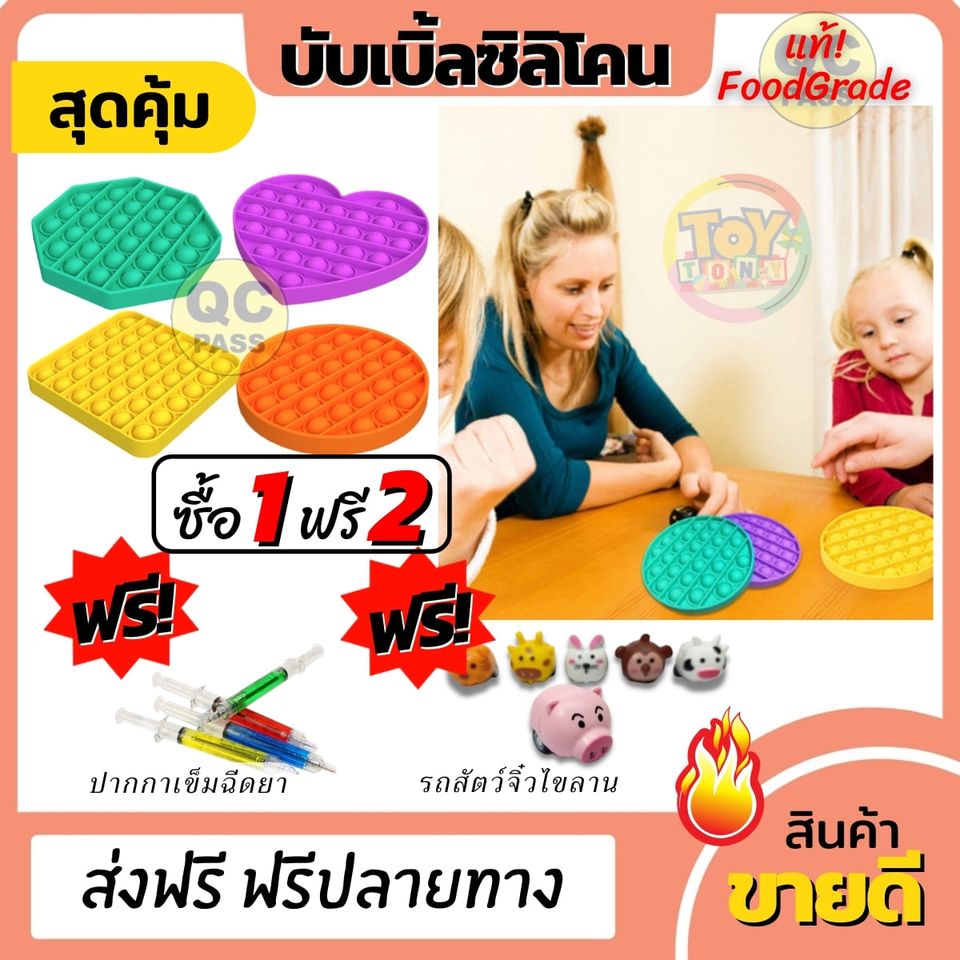 บับเบิ้ลซิลิโคน
แท้!
FoodGrade
QC
PASS
สุดคุ้ม
TOY
TONEY
QC
PASS
ซื้อ 1 ฟรี 2
ฟรี!
ฟรี!
ปากกาเข็มฉีดยา
รถสัตว์จิ๋วไขลาน
สินค้า
ขายดี
ส่งฟรี ฟรีปลายทาง